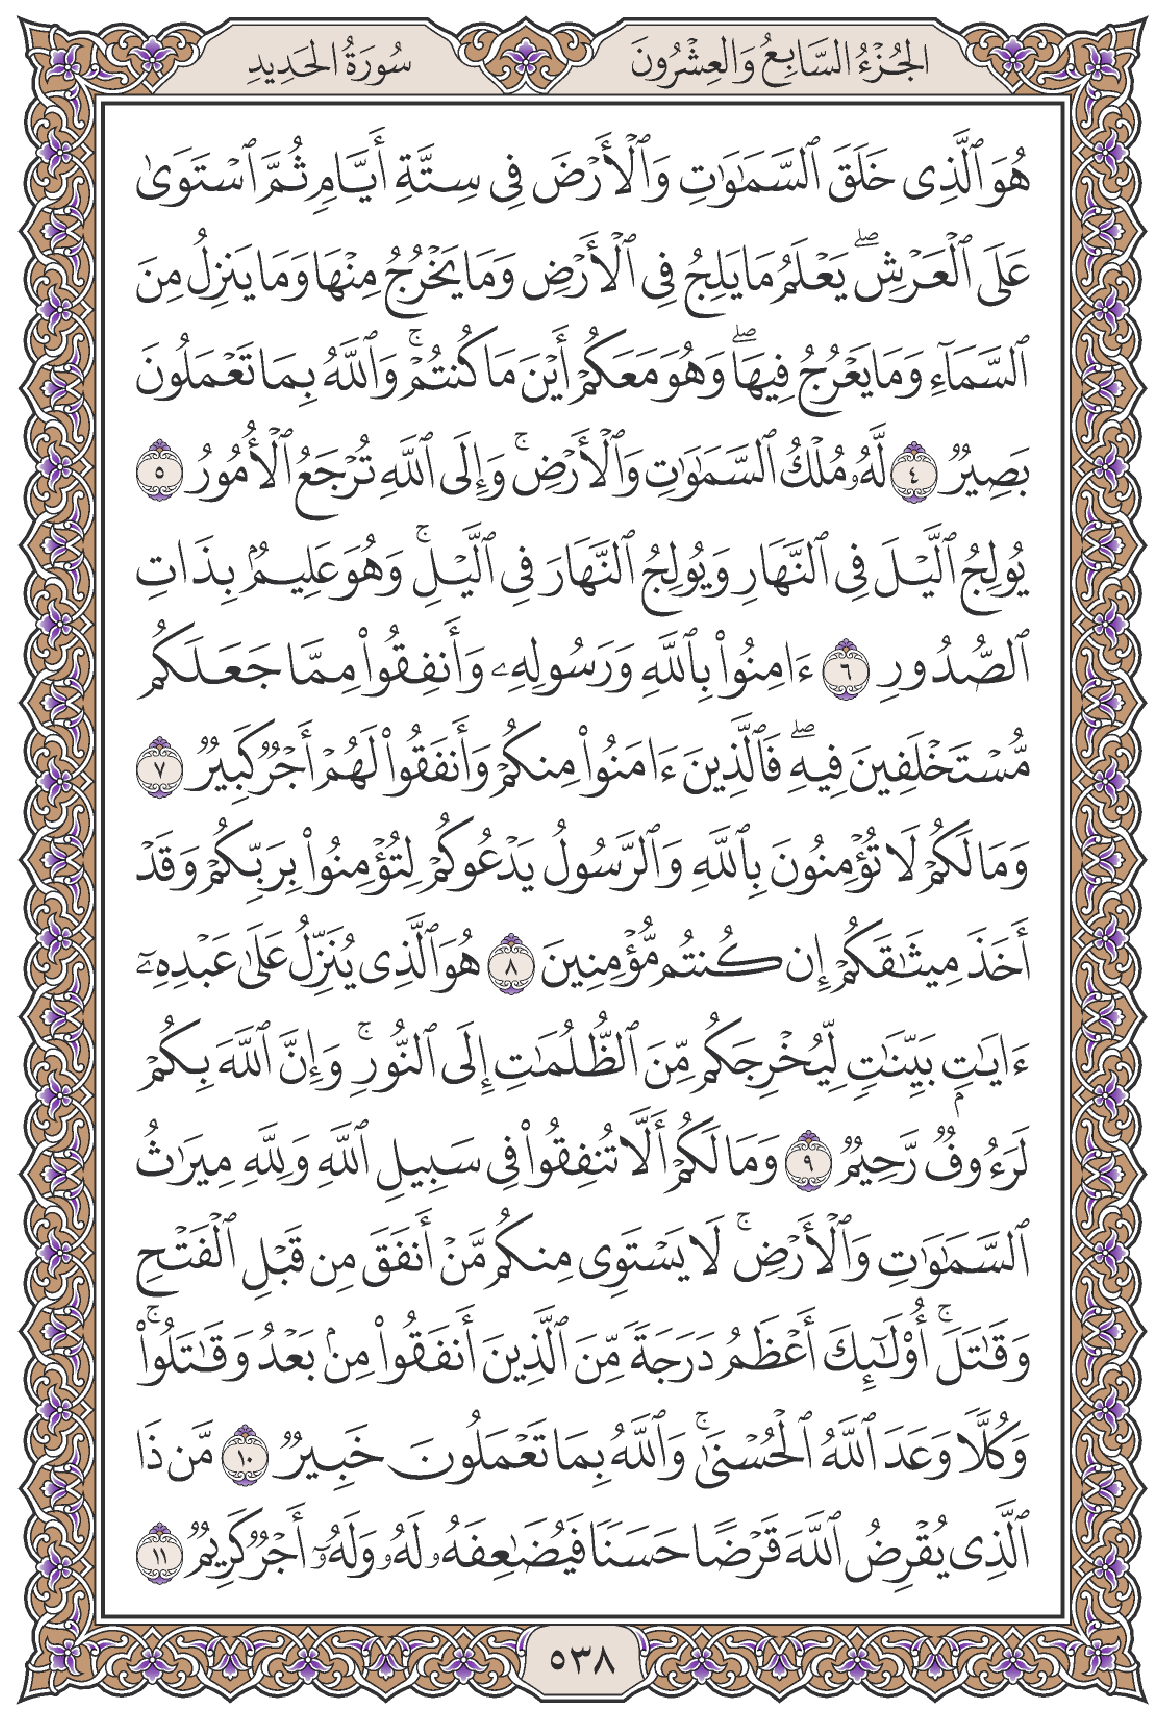 الجُزْءُ السَّابِعُ وَالعِشْرُونَ
سُورَةُ الحَدِيدِ
هُوَ ٱلَّذِى خَلَقَ ٱلسَّمَٰوَٰتِ وَٱلْأَرْضَ فِى سِتَّةِ أَيَّامٍ ثُمَّ ٱسْتَوَىٰ
عَلَى ٱلْعَرْشِ ۖ يَعْلَمُ مَا يَلِجُ فِى ٱلْأَرْضِ وَمَا يَخْرُجُ مِنْهَا وَمَا يَنزِلُ مِنَ
ٱلسَّمَآءِ وَمَا يَعْرُجُ فِيهَا ۖ وَهُوَ مَعَكُمْ أَيْنَ مَا كُنتُمْ ۚ وَٱللَّهُ بِمَا تَعْمَلُونَ
بَصِيرٌ ٤ لَّهُۥ مُلْكُ ٱلسَّمَٰوَٰتِ وَٱلْأَرْضِ ۚ وَإِلَى ٱللَّهِ تُرْجَعُ ٱلْأُمُورُ ٥
يُولِجُ ٱلَّيْلَ فِى ٱلنَّهَارِ وَيُولِجُ ٱلنَّهَارَ فِى ٱلَّيْلِ ۚ وَهُوَ عَلِيمٌۢ بِذَاتِ
ٱلصُّدُورِ ٦ ءَامِنُوا۟ بِٱللَّهِ وَرَسُولِهِۦ وَأَنفِقُوا۟ مِمَّا جَعَلَكُم
مُّسْتَخْلَفِينَ فِيهِ ۖ فَٱلَّذِينَ ءَامَنُوا۟ مِنكُمْ وَأَنفَقُوا۟ لَهُمْ أَجْرٌ كَبِيرٌ ٧
وَمَا لَكُمْ لَا تُؤْمِنُونَ بِٱللَّهِ وَٱلرَّسُولُ يَدْعُوكُمْ لِتُؤْمِنُوا۟ بِرَبِّكُمْ وَقَدْ
أَخَذَ مِيثَٰقَكُمْ إِن كُنتُم مُّؤْمِنِينَ ٨ هُوَ ٱلَّذِى يُنَزِّلُ عَلَىٰ عَبْدِهِۦٓ
ءَايَٰتٍۭ بَيِّنَٰتٍ لِّيُخْرِجَكُم مِّنَ ٱلظُّلُمَٰتِ إِلَى ٱلنُّورِ ۚ وَإِنَّ ٱللَّهَ بِكُمْ
لَرَءُوفٌ رَّحِيمٌ ٩ وَمَا لَكُمْ أَلَّا تُنفِقُوا۟ فِى سَبِيلِ ٱللَّهِ وَلِلَّهِ مِيرَٰثُ
ٱلسَّمَٰوَٰتِ وَٱلْأَرْضِ ۚ لَا يَسْتَوِى مِنكُم مَّنْ أَنفَقَ مِن قَبْلِ ٱلْفَتْحِ
وَقَٰتَلَ ۚ أُو۟لَٰٓئِكَ أَعْظَمُ دَرَجَةً مِّنَ ٱلَّذِينَ أَنفَقُوا۟ مِنۢ بَعْدُ وَقَٰتَلُوا۟ ۚ
وَكُلًّا وَعَدَ ٱللَّهُ ٱلْحُسْنَىٰ ۚ وَٱللَّهُ بِمَا تَعْمَلُونَ خَبِيرٌ ١٠ مَّن ذَا
ٱلَّذِى يُقْرِضُ ٱللَّهَ قَرْضًا حَسَنًا فَيُضَٰعِفَهُۥ لَهُۥ وَلَهُۥٓ أَجْرٌ كَرِيمٌ ١١
٥٣٨